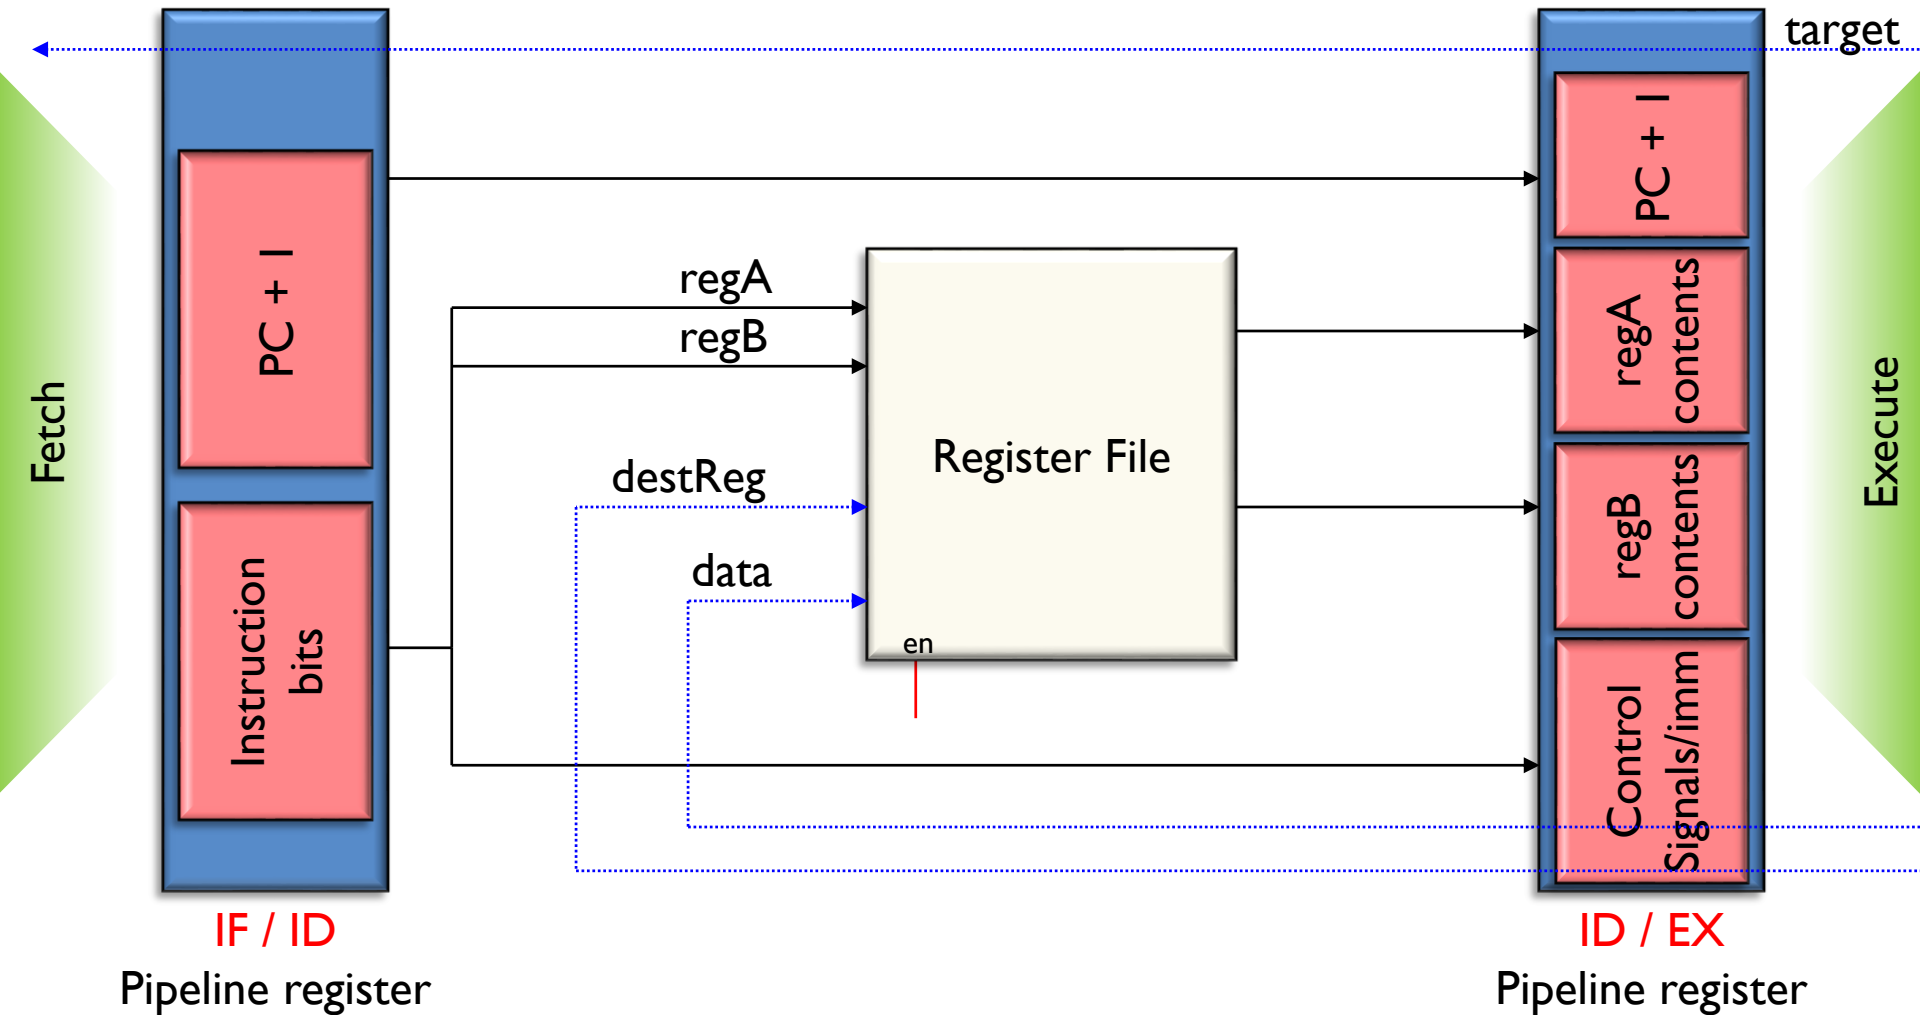 target
Fetch
PC + 1
Instruction
bits
IF / ID
Pipeline register
regA
regB
destReg
data
Register File
en
PC + 1
regA
contents
regB
contents
Control
Signals/imm
ID / EX
Pipeline register
Execute